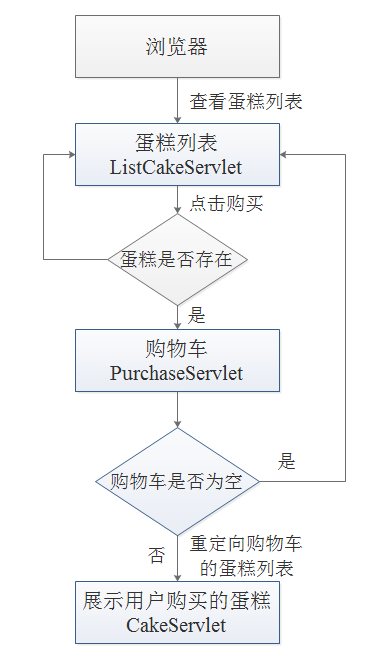 浏览器
查看蛋糕列表
蛋糕列表
ListCakeServlet
点击购买
蛋糕是否存在
是
购物车
PurchaseServlet
购物车是否为空
是
否
重定向购物车
的蛋糕列表
展示用户购买的蛋糕
CakeServlet